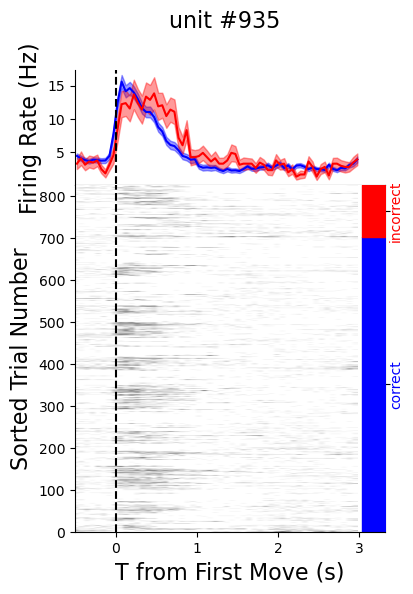 unit #935
Firing Rate (Hz)
15
10
5
Sorted Trial Number
800
700
600
500
400
300
200
100
0
incorrect
correct
0
1
2
3
T from First Move (s)